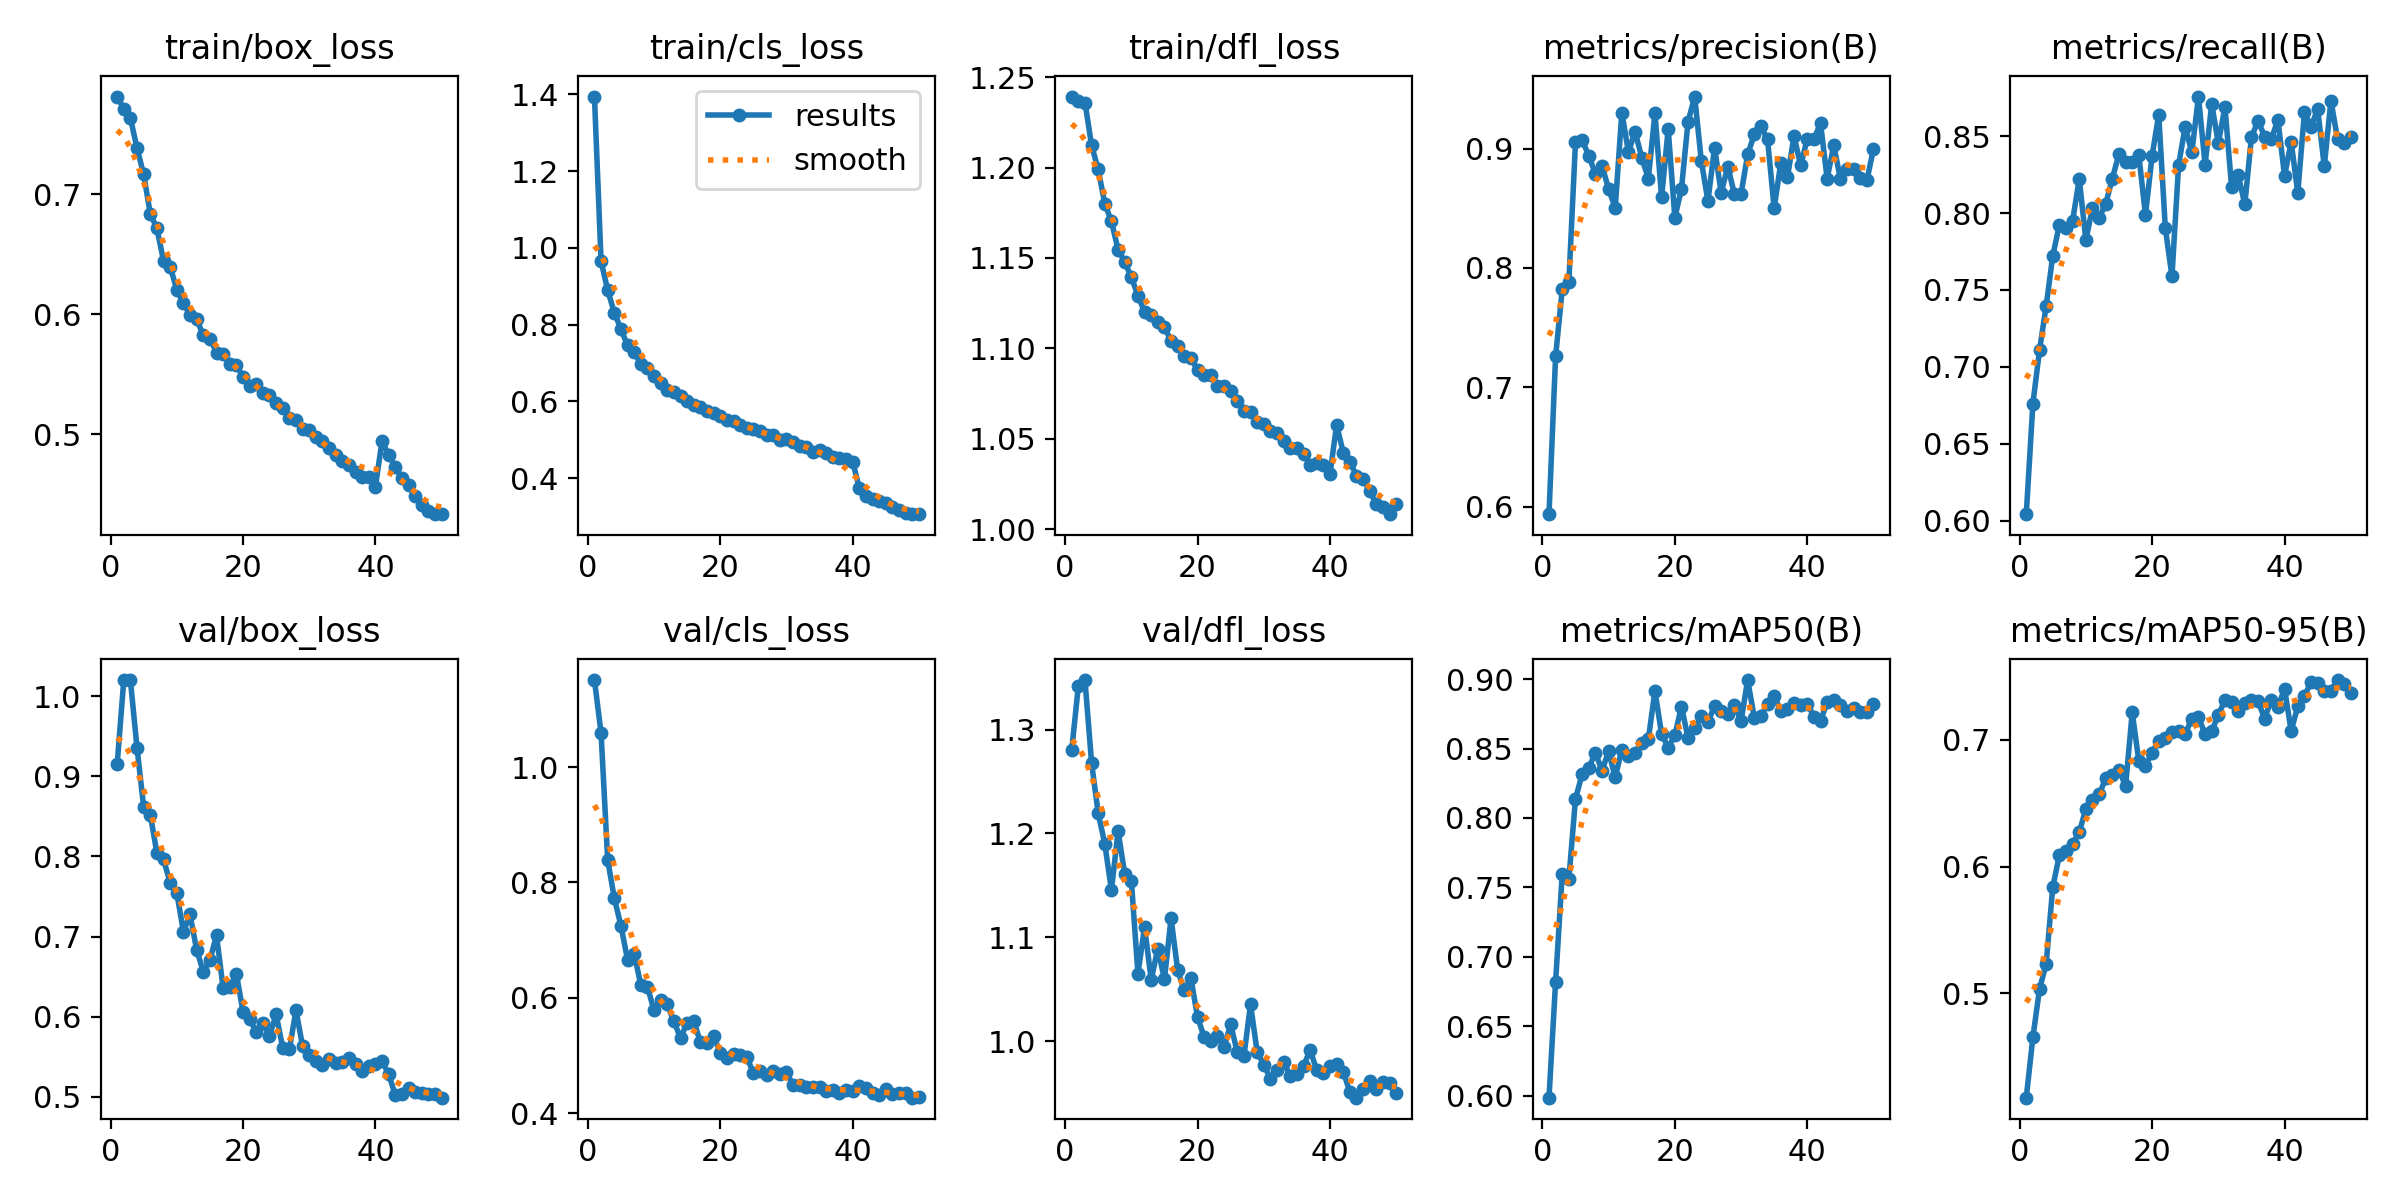 train/box_loss
0.7
0.6
0.5
0 20 40
train/cls_loss
results
smooth
1.4
1.2
1.0
0.8
0.6
0.4
0 20 40
train/dfl_loss
1.25
1.20
1.15
1.10
1.05
1.00
0 20 40
metrics/precision(B)
0.9
0.8
0.7
0.6
0 20 40
metrics/recall(B)
0.85
0.80
0.75
0.70
0.65
0.60
0 20 40
val/box_loss
1.0
0.9
0.8
0.7
0.6
0.5
0 20 40
val/cls_loss
1.0
0.8
0.6
0.4
0 20 40
val/dfl_loss
1.3
1.2
1.1
1.0
0 20 40
metrics/mAP50(B)
0.90
0.85
0.80
0.75
0.70
0.65
0.60
0 20 40
metrics/mAP50-95(B)
0.7
0.6
0.5
0 20 40